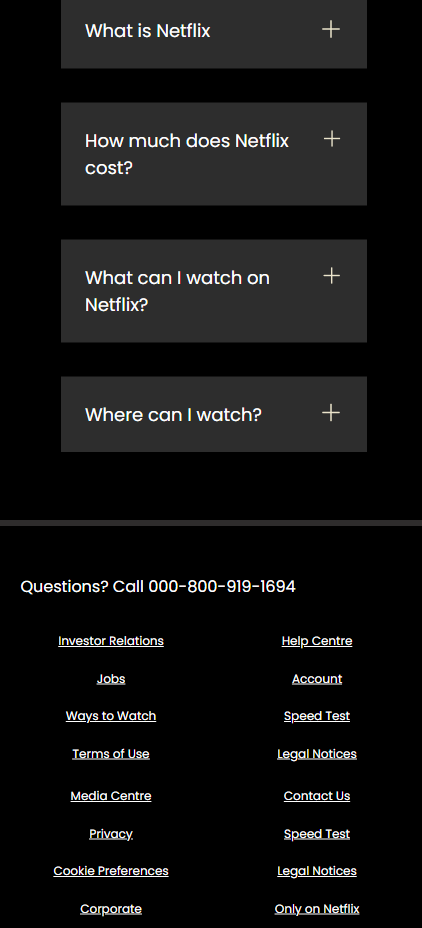 What is Netflix
How much does Netflix
cost?
What can I watch on
Netflix?
Where can I watch?
Questions? Call 000-800-919-1694
Investor Relations
Help Centre
Jobs
Account
Ways to Watch
Speed Test
Terms of Use
Legal Notices
Media Centre
Contact Us
Privacy
Speed Test
Cookie Preferences
Legal Notices
Corporate
Only on Netflix